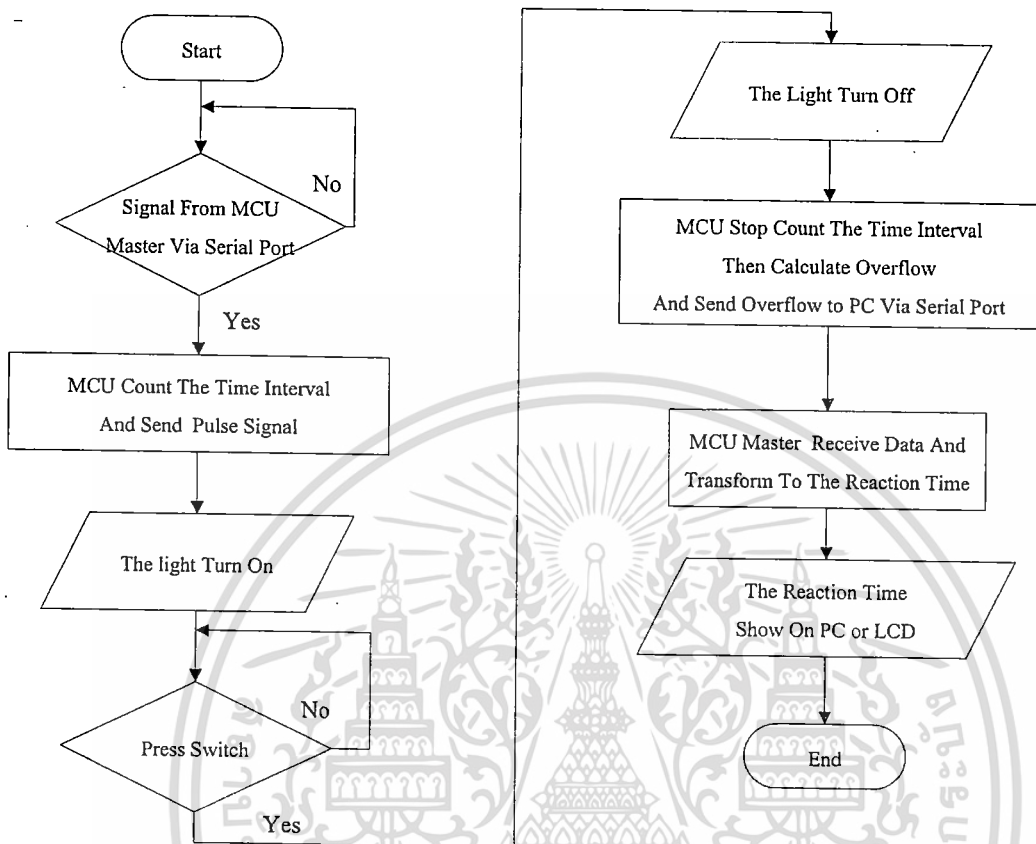 Start
No
Signal From MCU
Master Via Serial Port
Yes
MCU Count The Time Interval
And Send Pulse Signal
The light Turn On
No
Press Switch
Yes
The Light Turn Off
MCU Stop Count The Time Interval
Then Calculate Overflow
And Send Overflow to PC Via Serial Port
MCU Master Receive Data And
Transform To The Reaction Time
The Reaction Time
Show On PC or LCD
End